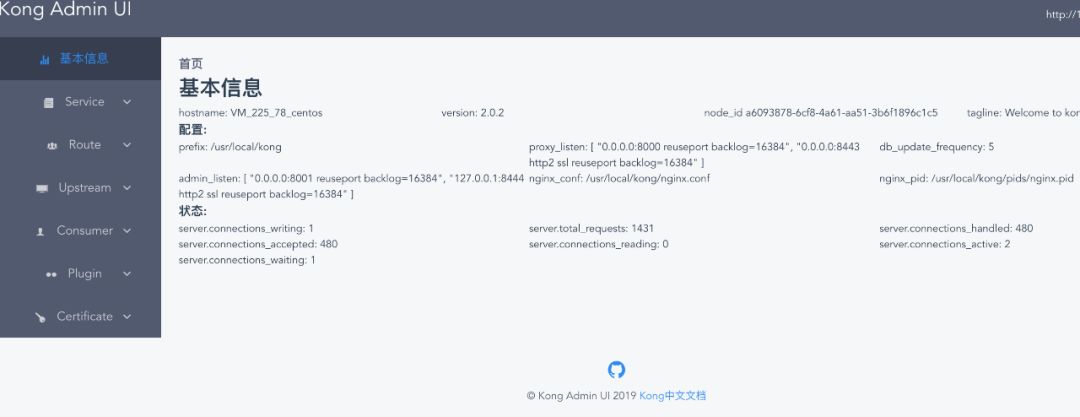 Kong Admin UI
http://1
基本信息
Service
Route
Upstream
Consumer
Plugin
Certificate
首页
基本信息
hostname: VM_225_78_centos version: 2.0.2 node_id a6093878-6cf8-4a61-aa51-3b6f1896c1c5 tagline: Welcome to kon
配置:
prefix: /usr/local/kong
proxy_listen: [ "0.0.0.0:8000 reuseport backlog=16384", "0.0.0.0:8443
http2 ssl reuseport backlog=16384" ]
db_update_frequency: 5
admin_listen: [ "0.0.0.0:8001 reuseport backlog=16384", "127.0.0.1:8444
http2 ssl reuseport backlog=16384" ]
nginx_conf: /usr/local/kong/nginx.conf
nginx_pid: /usr/local/kong/pids/nginx.pid
状态:
server.connections_writing: 1 server.total_requests: 1431 server.connections_handled: 480
server.connections_accepted: 480 server.connections_reading: 0 server.connections_active: 2
server.connections_waiting: 1
© Kong Admin UI 2019 Kong中文文档